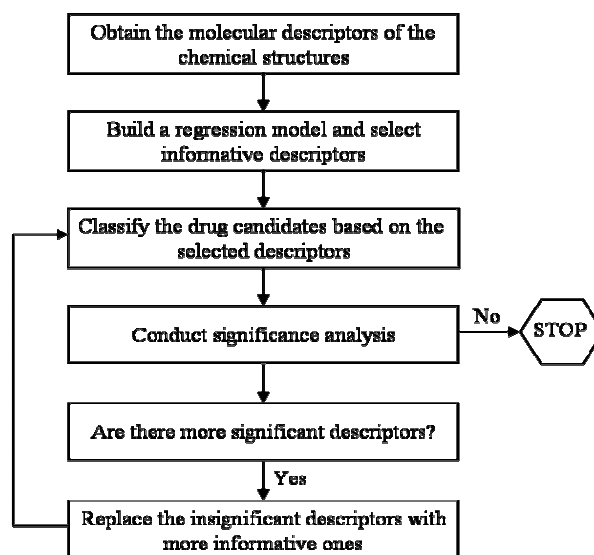 Obtain the molecular descriptors of the
chemical structures
Build a regression model and select
informative descriptors
Classify the drug candidates based on the
selected descriptors
Conduct significance analysis
No
STOP
Are there more significant descriptors?
Yes
Replace the insignificant descriptors with
more informative ones